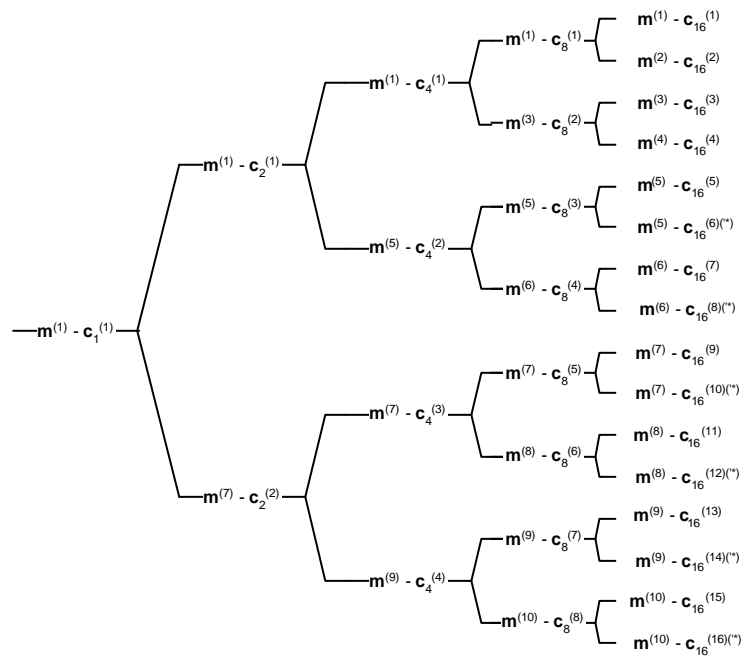 m(1) - c16(1)
m(1) - c8(1)
m(2) - c16(2)
m(1) - c4(1)
m(3) - c16(3)
m(3) - c8(2)
m(4) - c16(4)
m(1) - c2(1)
m(5) - c16(5)
m(5) - c8(3)
m(5) - c16(6)('*)
m(5) - c4(2)
m(6) - c16(7)
m(6) - c8(4)
m(6) - c16(8)('*)
m(1) - c1(1)
m(7) - c16(9)
m(7) - c8(5)
m(7) - c16(10)('*)
m(7) - c4(3)
m(8) - c16(11)
m(8) - c8(6)
m(8) - c16(12)('*)
m(7) - c2(2)
m(9) - c16(13)
m(9) - c8(7)
m(9) - c16(14)('*)
m(9) - c4(4)
m(10) - c16(15)
m(10) - c8(8)
m(10) - c16(16)('*)